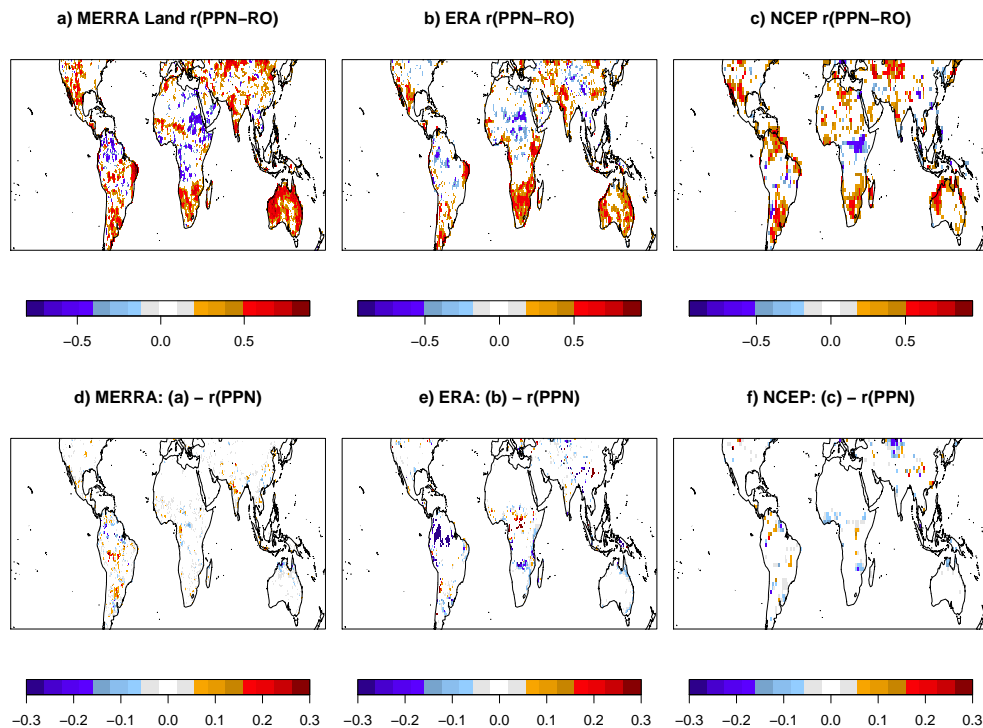 a) MERRA Land r(PPN−RO)
b) ERA r(PPN−RO)
c) NCEP r(PPN−RO)
−0.5 0.0 0.5
−0.5 0.0 0.5
−0.5 0.0 0.5
d) MERRA: (a) − r(PPN)
e) ERA: (b) − r(PPN)
f) NCEP: (c) − r(PPN)
−0.3 −0.2 −0.1 0.0 0.1 0.2 0.3
−0.3 −0.2 −0.1 0.0 0.1 0.2 0.3
−0.3 −0.2 −0.1 0.0 0.1 0.2 0.3